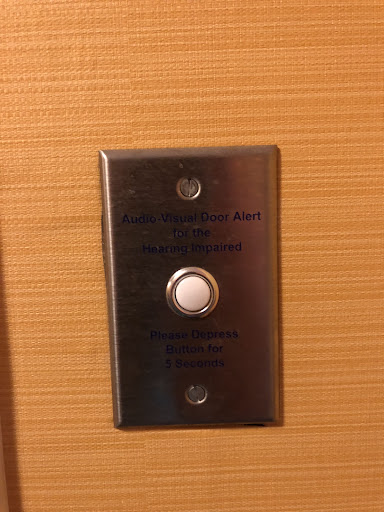 Audio-Visual Door Alert
for the
Hearing Impaired
Please Depress
Button for
5 Seconds